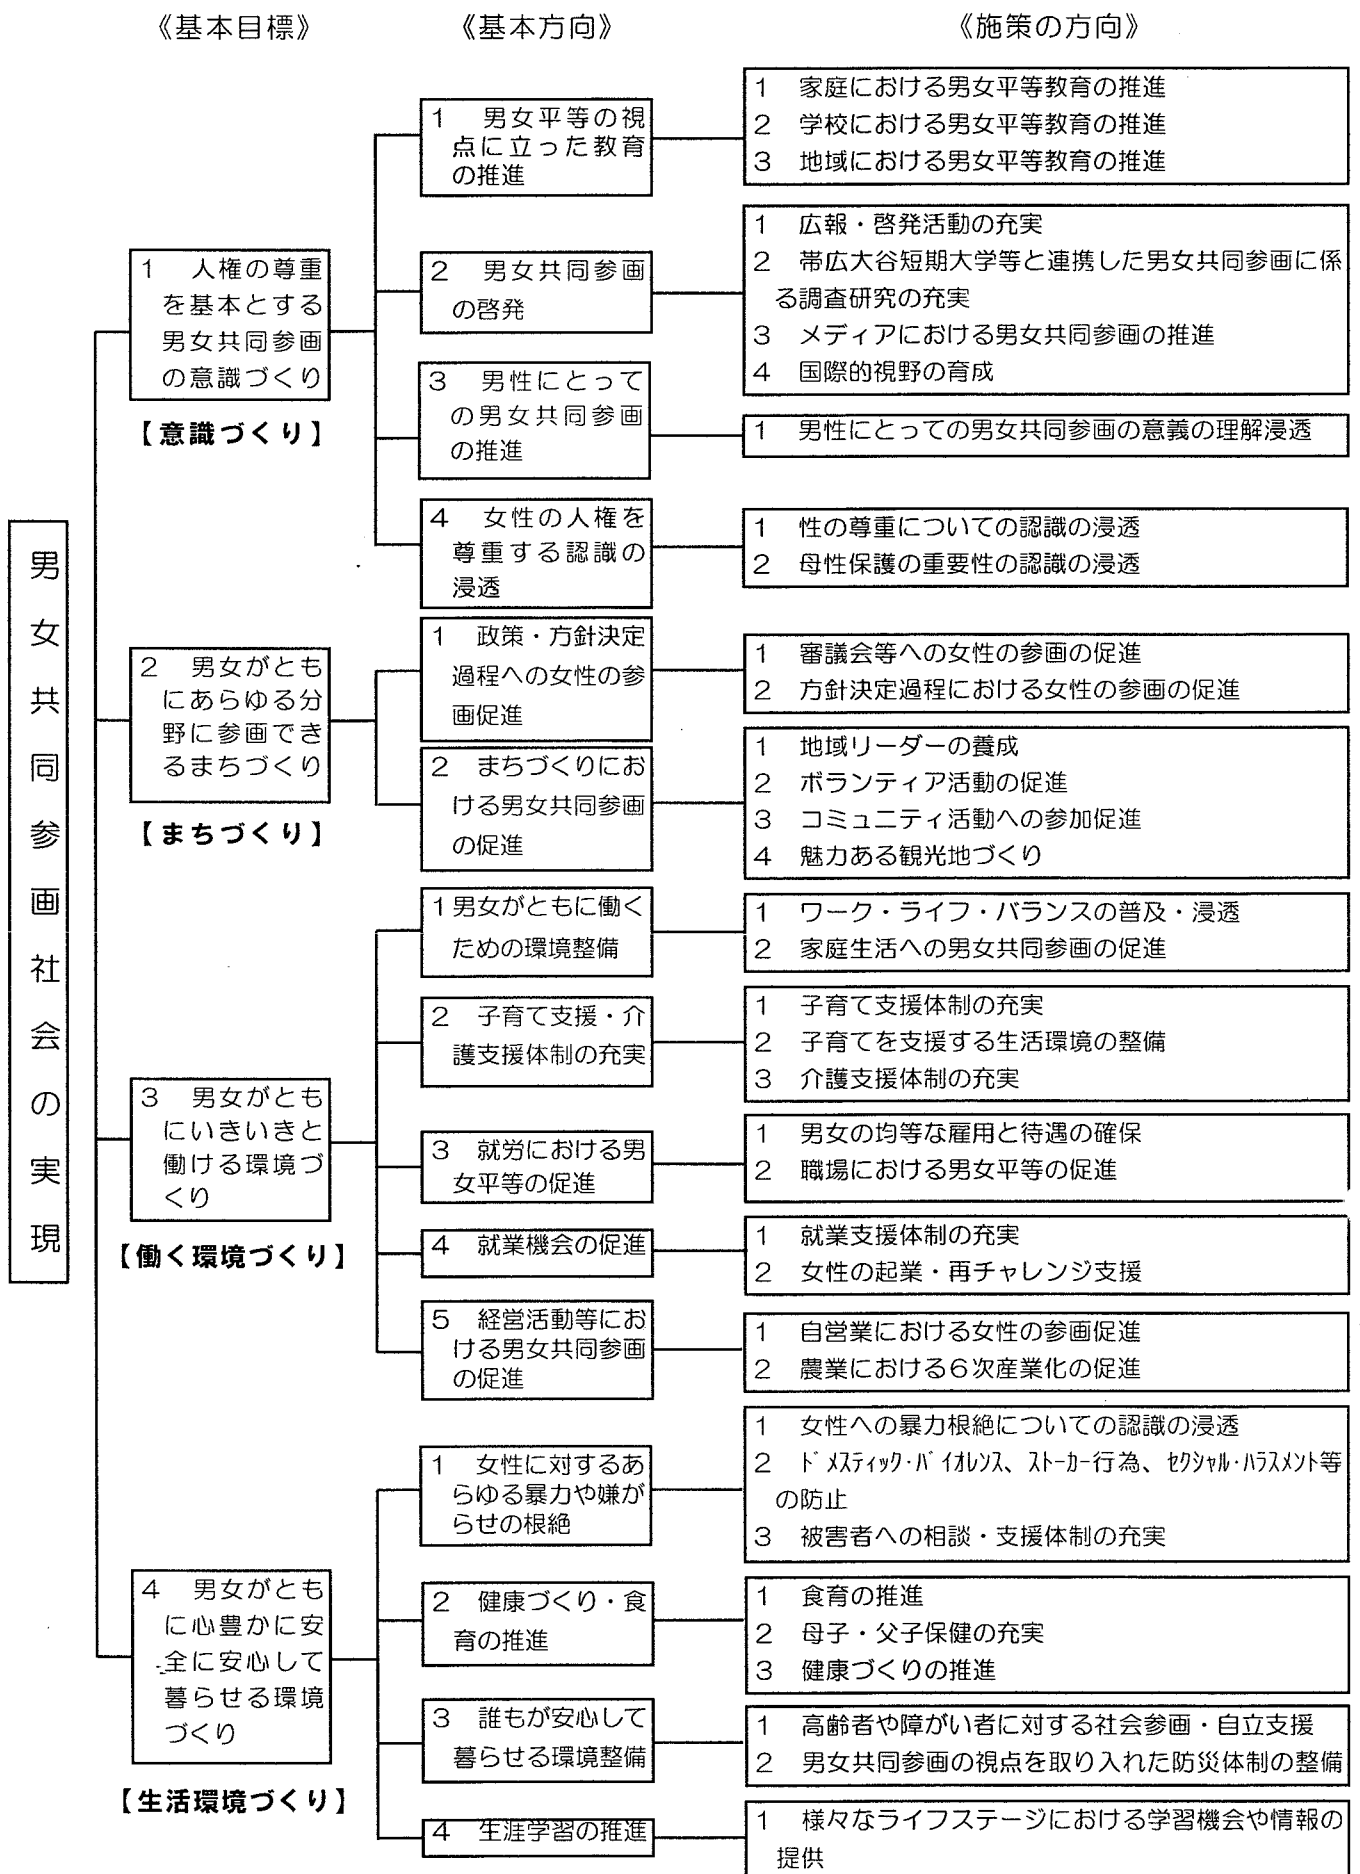 《基本目標》
《基本方向》
《施策の方向》
男女共同参画社会の実現
1 人権の尊重
を基本とする
男女共同参画
の意識づくり
【意識づくり】
1 男女平等の視
点に立った教育
の推進
1 家庭における男女平等教育の推進
2 学校における男女平等教育の推進
3 地域における男女平等教育の推進
2 男女共同参画
の啓発
1 広報・啓発活動の充実
2 帯広大谷短期大学等と連携した男女共同参画に係
る調査研究の充実
3 メディアにおける男女共同参画の推進
4 国際的視野の育成
3 男性にとって
の男女共同参画
の推進
1 男性にとっての男女共同参画の意義の理解浸透
4 女性の人権を
尊重する認識の
浸透
1 性の尊重についての認識の浸透
2 母性保護の重要性の認識の浸透
2 男女がとも
にあらゆる分
野に参画でき
るまちづくり
【まちづくり】
1 政策・方針決定
過程への女性の参
画促進
1 審議会等への女性の参画の促進
2 方針決定過程における女性の参画の促進
2 まちづくりにお
ける男女共同参画
の促進
1 地域リーダーの養成
2 ボランティア活動の促進
3 コミュニティ活動への参加促進
4 魅力ある観光地づくり
3 男女がとも
にいきいきと
働ける環境づ
くり
【働く環境づくり】
1 男女がともに働く
ための環境整備
1 ワーク・ライフ・バランスの普及・浸透
2 家庭生活への男女共同参画の促進
2 子育て支援・介
護支援体制の充実
1 子育て支援体制の充実
2 子育てを支援する生活環境の整備
3 介護支援体制の充実
3 就労における男
女平等の促進
1 男女の均等な雇用と待遇の確保
2 職場における男女平等の促進
4 就業機会の促進
1 就業支援体制の充実
2 女性の起業・再チャレンジ支援
5 経営活動等にお
ける男女共同参画
の促進
1 自営業における女性の参画促進
2 農業における6次産業化の促進
4 男女がとも
に心豊かに安
全に安心して
暮らせる環境
づくり
【生活環境づくり】
1 女性に対するあ
らゆる暴力や嫌が
らせの根絶
1 女性への暴力根絶についての認識の浸透
2 ドメスティック・バイオレンス、ストーカー行為、セクシャル・ハラスメント等
の防止
3 被害者への相談・支援体制の充実
2 健康づくり・食
育の推進
1 食育の推進
2 母子・父子保健の充実
3 健康づくりの推進
3 誰もが安心して
暮らせる環境整備
1 高齢者や障がい者に対する社会参画・自立支援
2 男女共同参画の視点を取り入れた防災体制の整備
4 生涯学習の推進
1 様々なライフステージにおける学習機会や情報の
提供